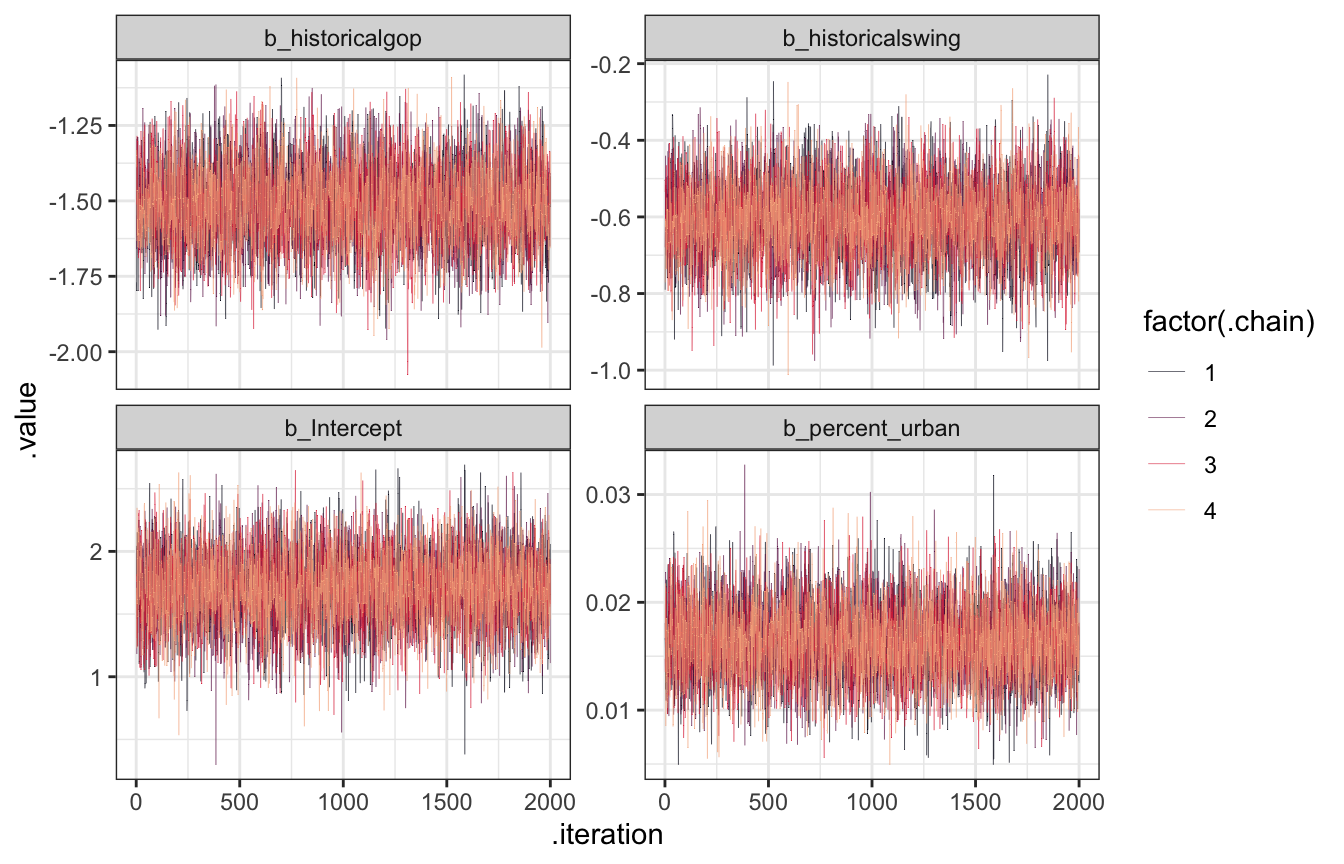 b_historicalgop
b_historicalswing
-1.25
-1.50
-1.75
-2.00
-0.2
-0.4
-0.6
-0.8
-1.0
b_Intercept
b_percent_urban
2
1
0.03
0.02
0.01
0 500 1000 1500 2000
0 500 1000 1500 2000
.iteration
.value
factor(.chain)
1
2
3
4